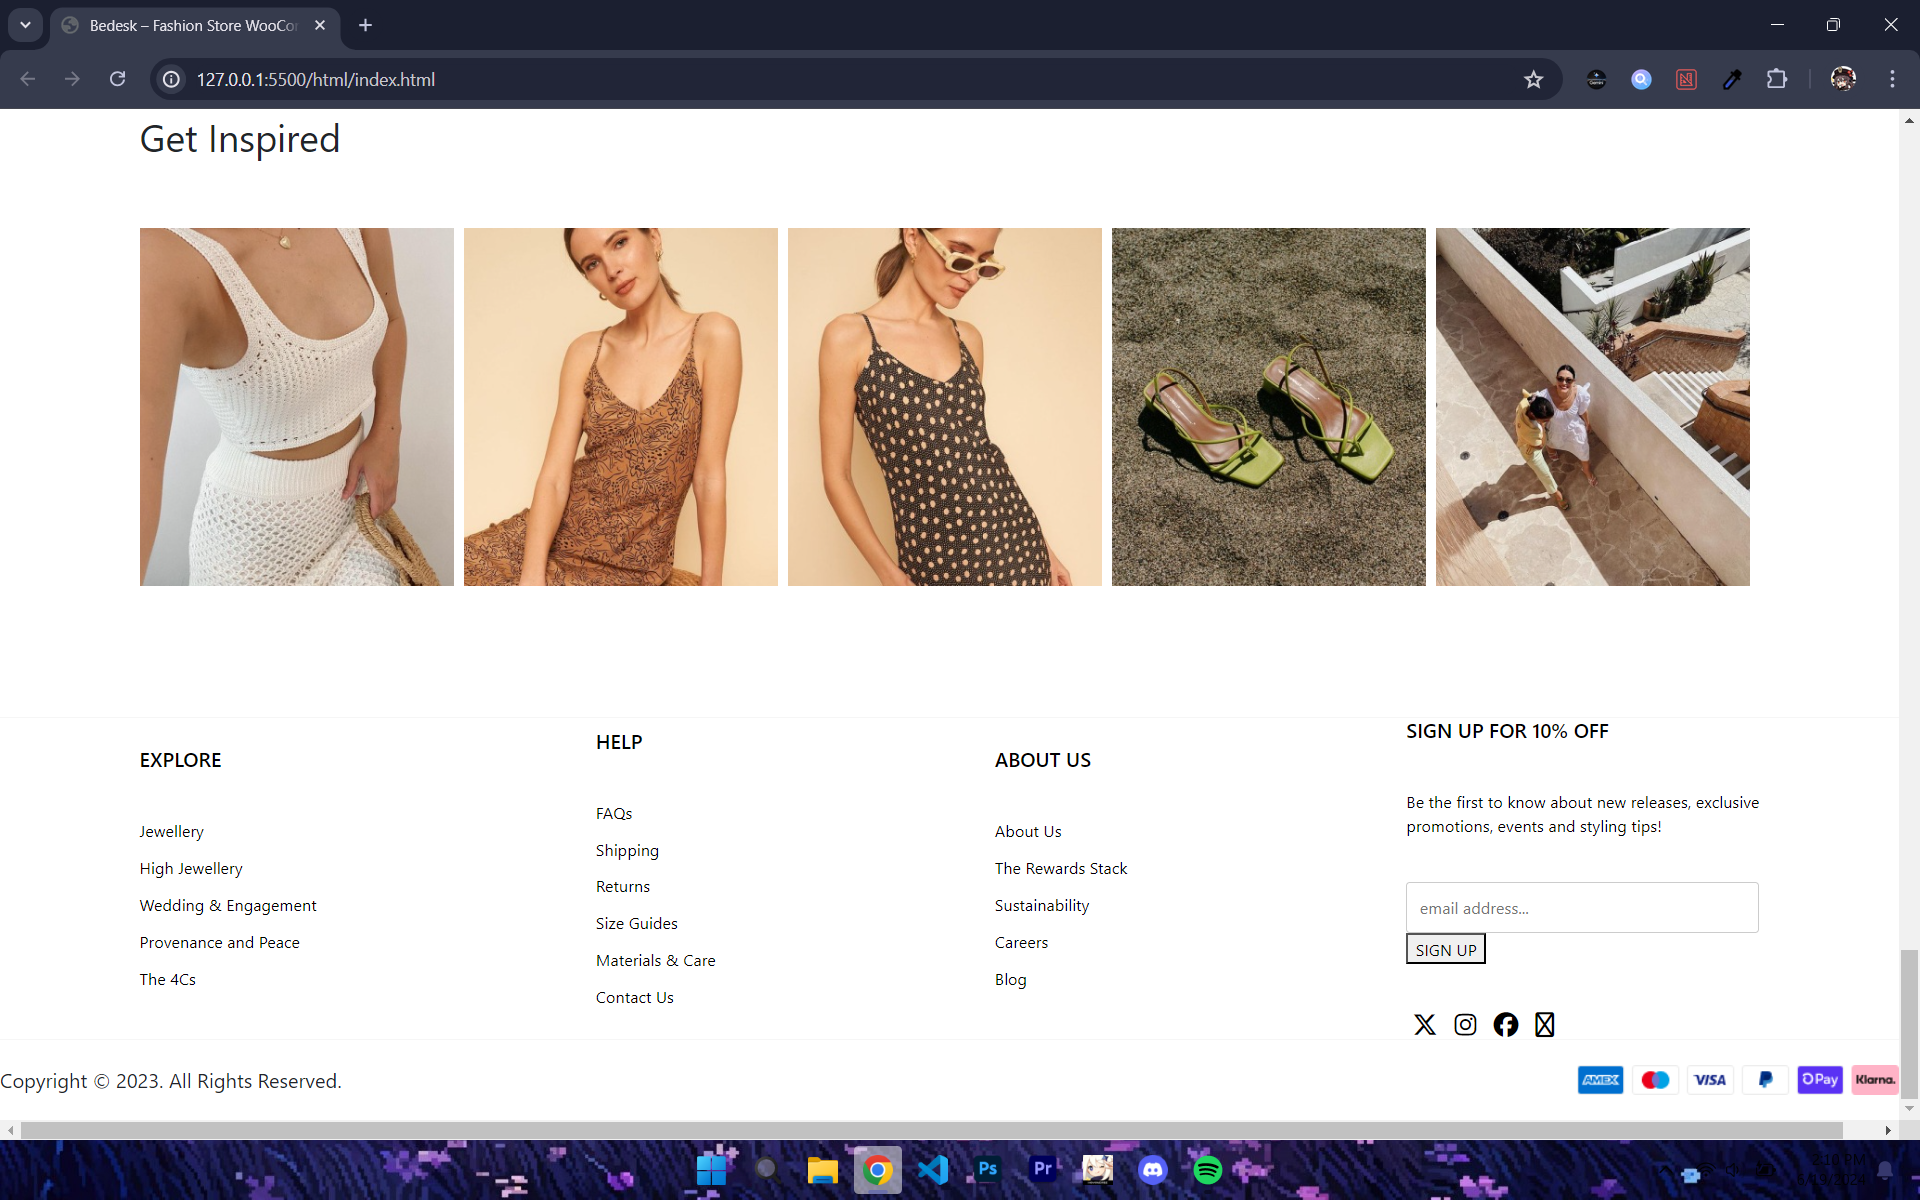 Bedesk – Fashion Store WooCo
127.0.0.1:5500/html/index.html
Get Inspired
EXPLORE
Jewellery
High Jewellery
Wedding & Engagement
Provenance and Peace
The 4Cs
HELP
FAQs
Shipping
Returns
Size Guides
Materials & Care
Contact Us
ABOUT US
About Us
The Rewards Stack
Sustainability
Careers
Blog
SIGN UP FOR 10% OFF
Be the first to know about new releases, exclusive
promotions, events and styling tips!
email address...
SIGN UP
Copyright © 2023. All Rights Reserved.
AMEX
VISA
Pay
Klarna.
Ps
Pr